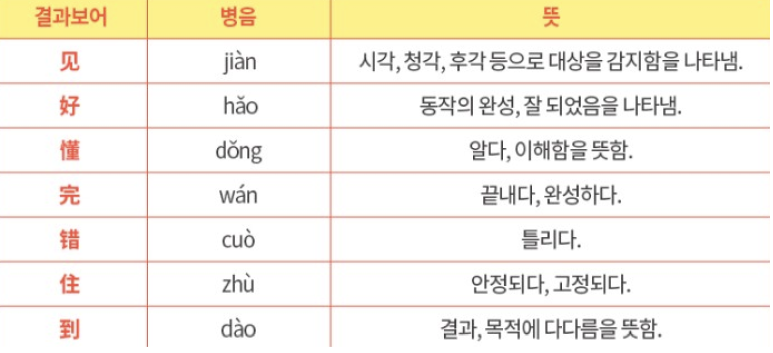 결과보어 병음 뜻
见 jiàn 시각, 청각, 후각 등으로 대상을 감지함을 나타냄.
好 hǎo 동작의 완성, 잘 되었음을 나타냄.
懂 dǒng 알다, 이해함을 뜻함.
完 wán 끝내다, 완성하다.
错 cuò 틀리다.
住 zhù 안정되다, 고정되다.
到 dào 결과, 목적에 다다름을 뜻함.